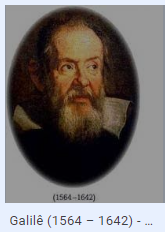 (1564-1642)
Galilê (1564 – 1642) - ...